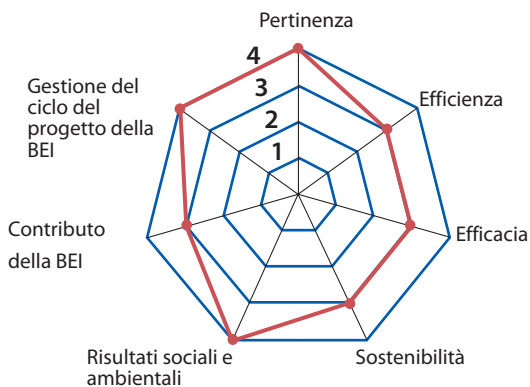 Pertinenza
4
3
2
1
Gestione del
ciclo del
progetto della
BEI
Efficienza
Contributo
della BEI
Efficacia
Risultati sociali e
ambientali
Sostenibilità